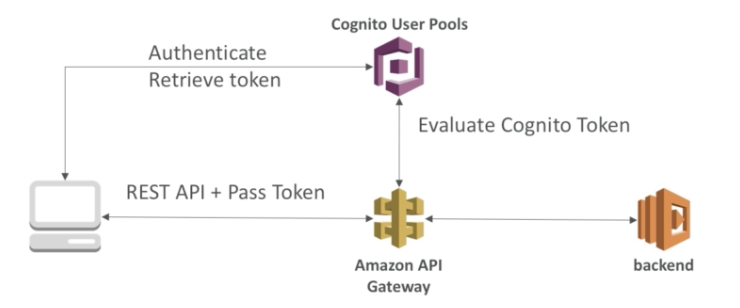 Cognito User Pools
Authenticate
Retrieve token
Evaluate Cognito Token
REST API + Pass Token
Amazon API
Gateway
backend